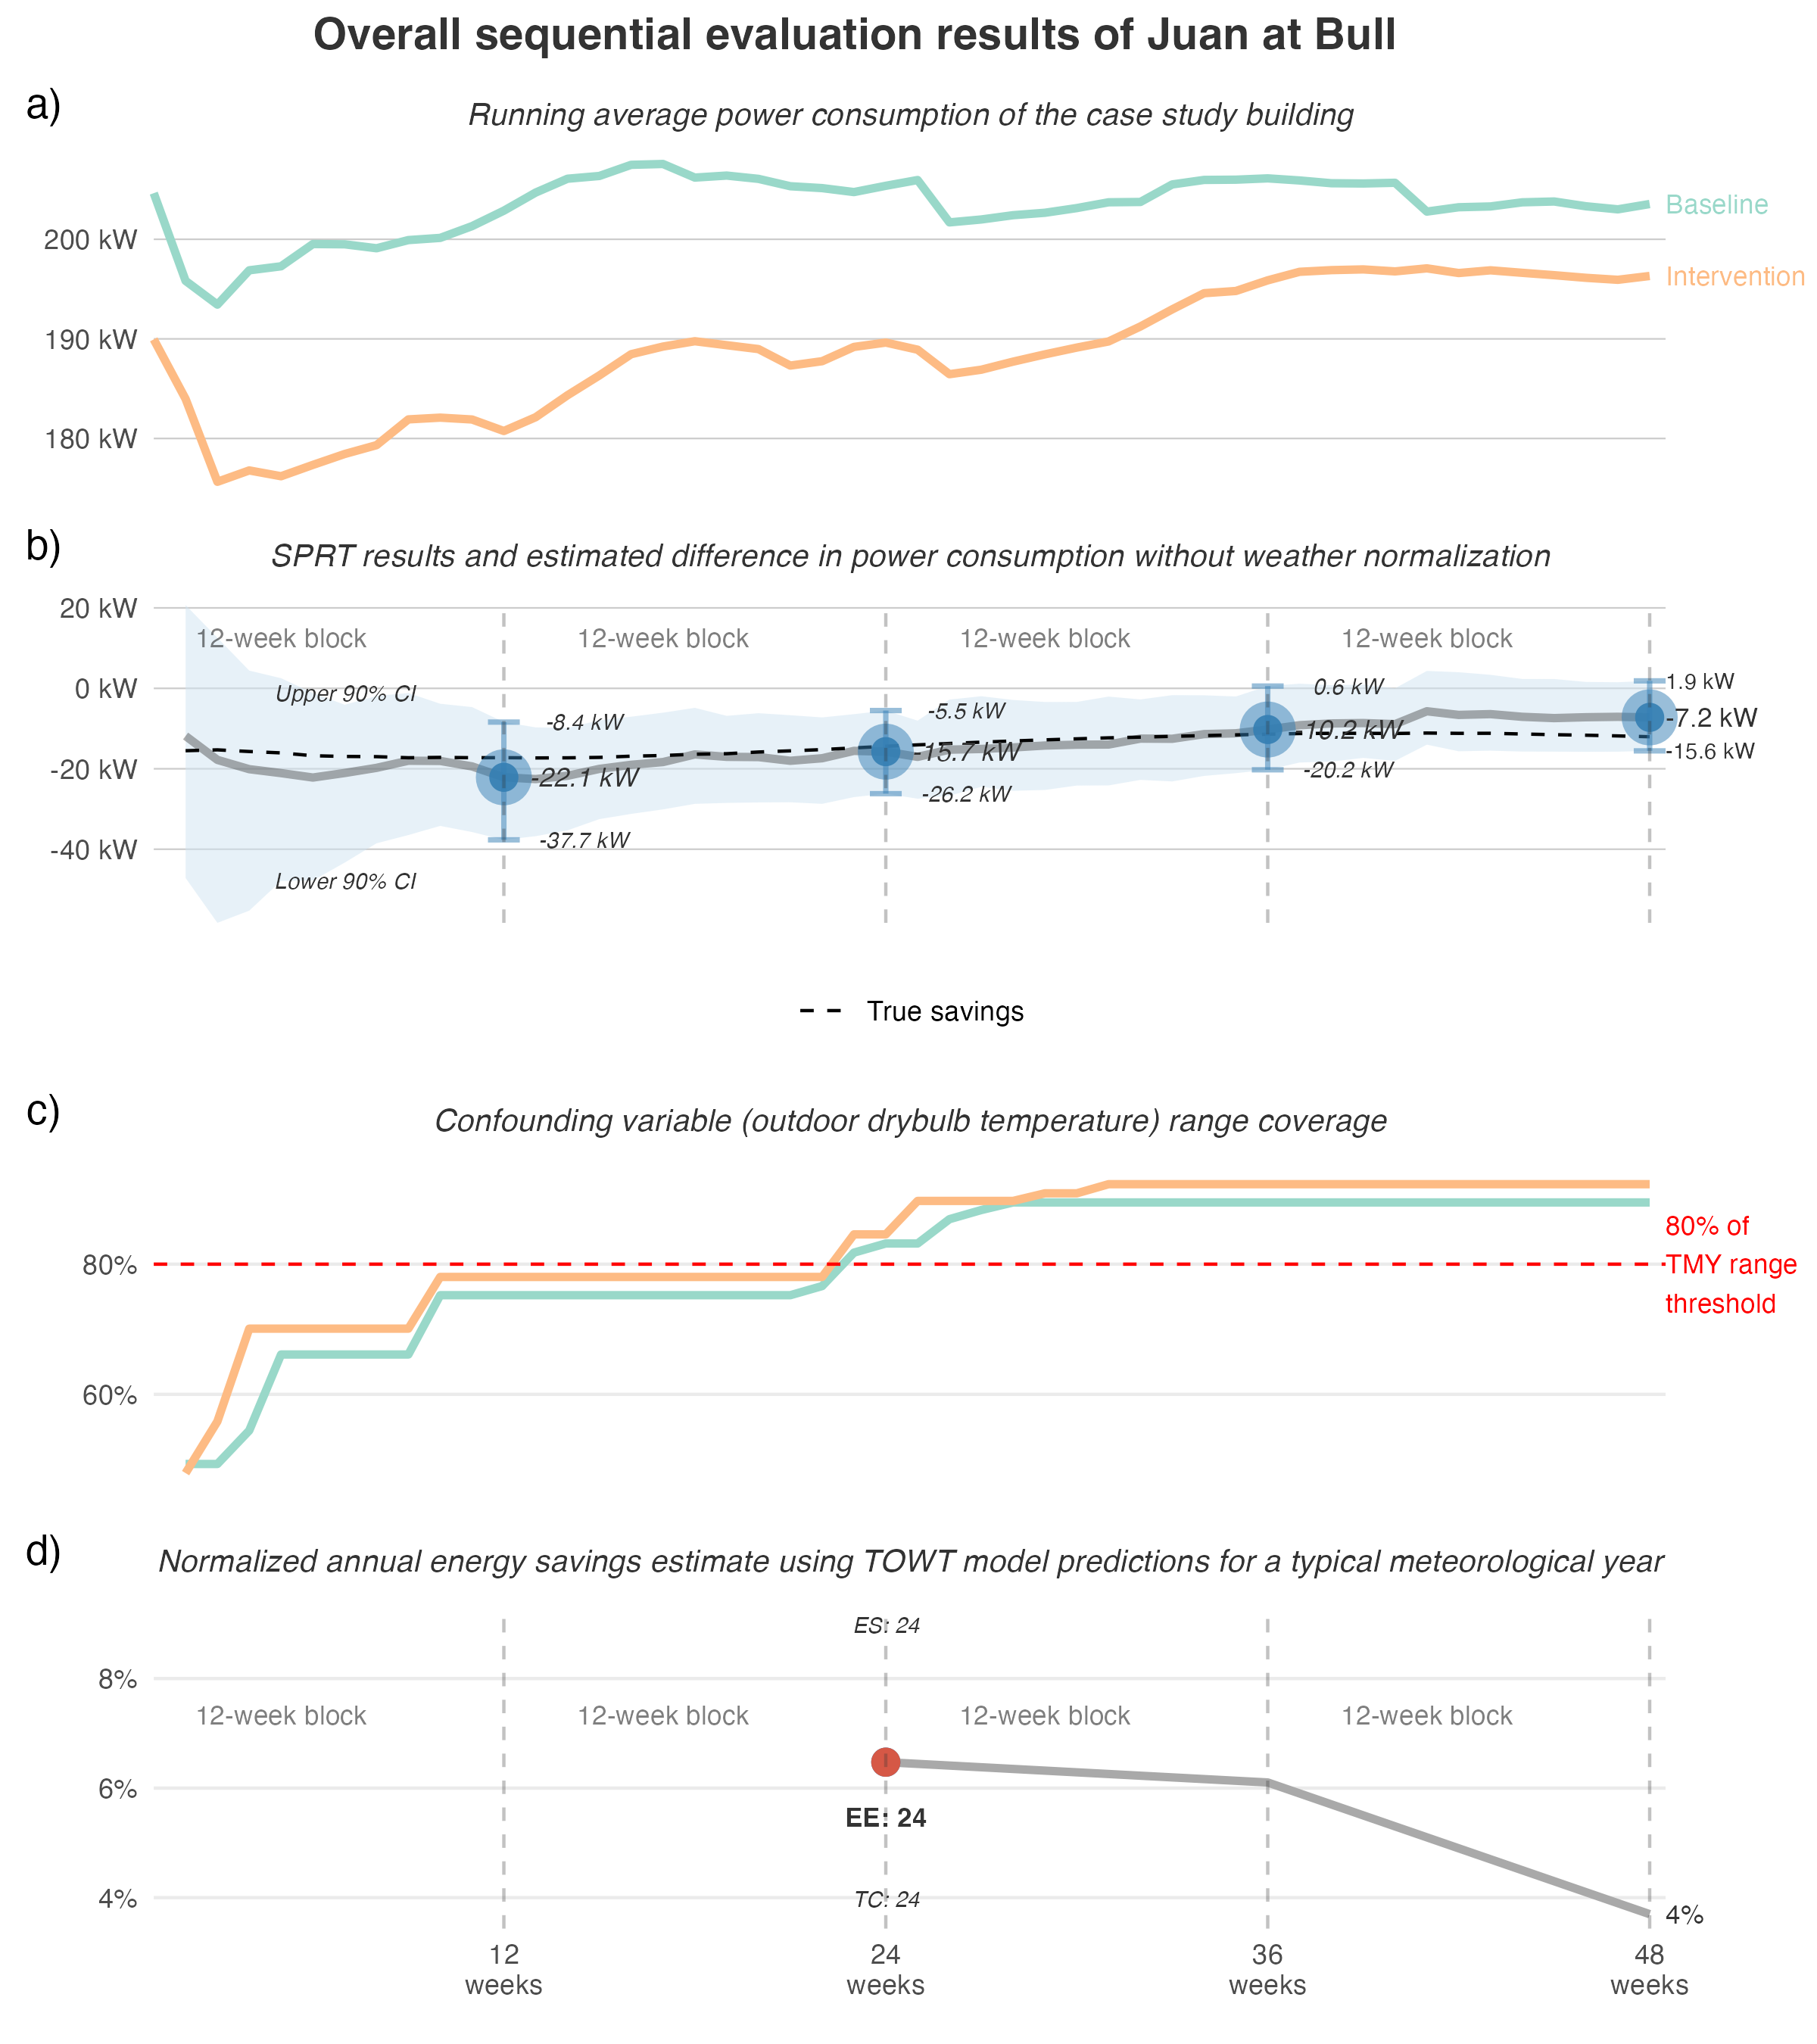 Overall sequential evaluation results of Juan at Bull
a)
Running average power consumption of the case study building
200 kW
190 kW
180 kW
Baseline
Intervention
b)
SPRT results and estimated difference in power consumption without weather normalization
20 kW
0 kW
-20 kW
-40 kW
12-week block
12-week block
12-week block
12-week block
Upper 90% CI
Lower 90% CI
-8.4 kW
-22.1 kW
-37.7 kW
-5.5 kW
-15.7 kW
-26.2 kW
0.6 kW
-10.2 kW
-20.2 kW
1.9 kW
-7.2 kW
-15.6 kW
True savings
c)
Confounding variable (outdoor drybulb temperature) range coverage
80%
60%
80% of
TMY range
threshold
d)
Normalized annual energy savings estimate using TOWT model predictions for a typical meteorological year
ES: 24
8%
6%
4%
12-week block
12-week block
12-week block
12-week block
EE: 24
TC: 24
4%
12
weeks
24
weeks
36
weeks
48
weeks